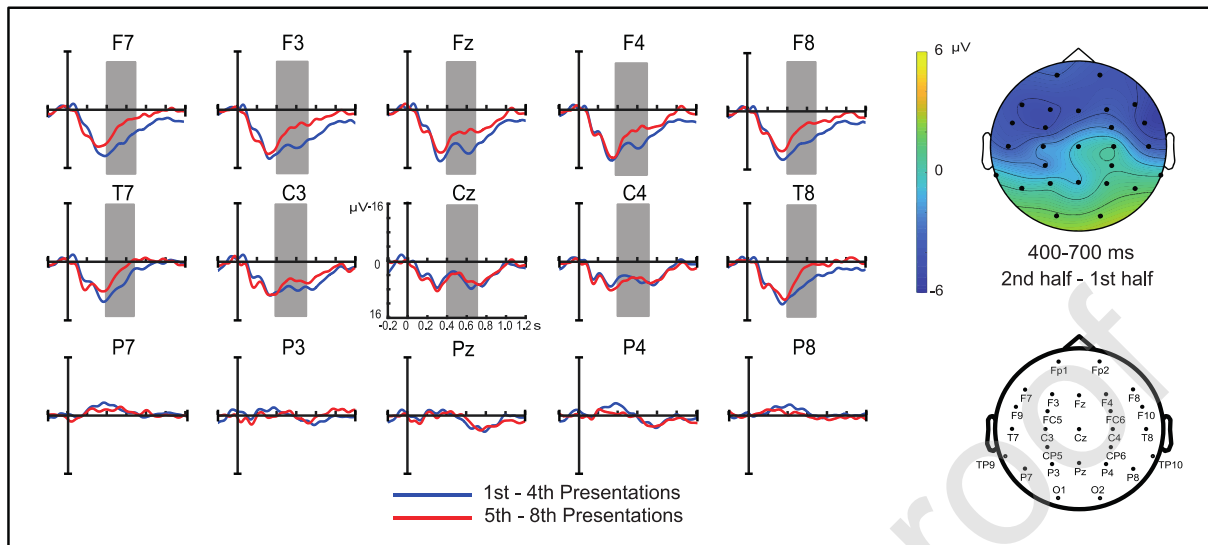 F7 F3 Fz F4 F8
T7 C3 Cz C4 T8
µV -16
0
16
-0.2 0 0.2 0.4 0.6 0.8 1.0 1.2 s
P7 P3 Pz P4 P8
1st - 4th Presentations
5th - 8th Presentations
6 µV
0
-6
400-700 ms
2nd half - 1st half
Fp1 Fp2
F7 F3 Fz F4 F8
F9 FC5 FC6 F10
T7 C3 Cz C4 T8
CP5 CP6
TP9 P7 P3 Pz P4 P8 TP10
O1 O2
roof